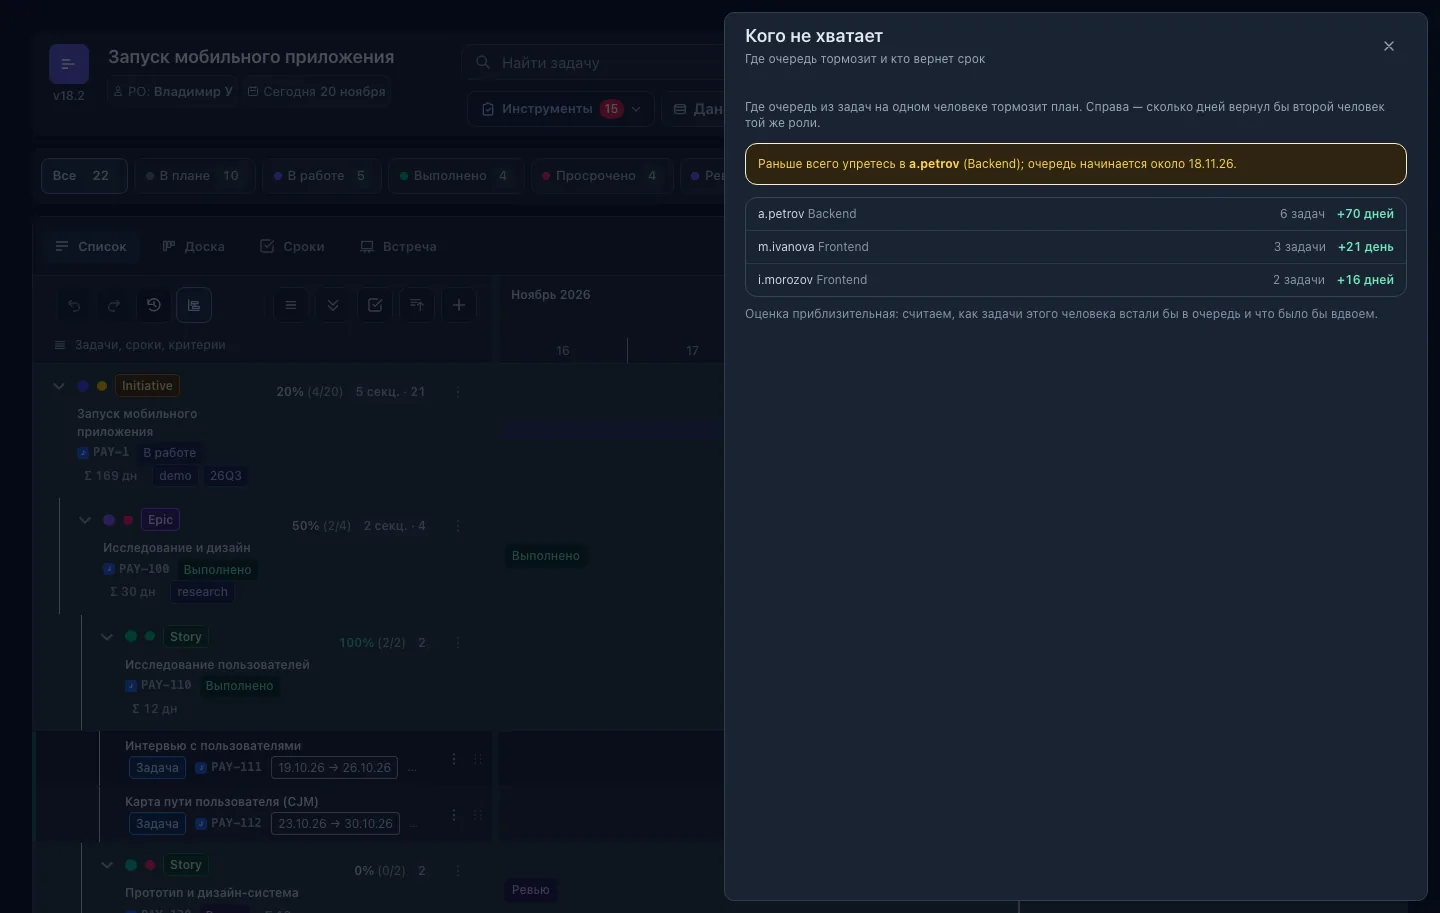 Запуск мобильного приложения
v18.2
РО: Владимир У
Сегодня 20 ноября
Найти задачу
Инструменты 15
Дан
Все 22
В плане 10
В работе 5
Выполнено 4
Просрочено 4
Рев
Список
Доска
Сроки
Встреча
Ноябрь 2026
Задачи, сроки, критерии
16
17
Initiative
20% (4/20) 5 секц. · 21
Запуск мобильного
приложения
PAY-1 В работе
Σ 169 дн demo 26Q3
Epic
50% (2/4) 2 секц. · 4
Исследование и дизайн
PAY-100 Выполнено
Σ 30 дн research
Выполнено
Story
100% (2/2) 2
Исследование пользователей
PAY-110 Выполнено
Σ 12 дн
Интервью с пользователями
Задача PAY-111 19.10.26 → 26.10.26 ...
Карта пути пользователя (CJM)
Задача PAY-112 23.10.26 → 30.10.26 ...
Story
0% (0/2) 2
Прототип и дизайн-система
Ревью
Кого не хватает
Где очередь тормозит и кто вернет срок
Где очередь из задач на одном человеке тормозит план. Справа — сколько дней вернул бы второй человек
той же роли.
Раньше всего упретесь в a.petrov (Backend); очередь начинается около 18.11.26.
a.petrov Backend 6 задач +70 дней
m.ivanova Frontend 3 задачи +21 день
i.morozov Frontend 2 задачи +16 дней
Оценка приблизительная: считаем, как задачи этого человека встали бы в очередь и что было бы вдвоем.